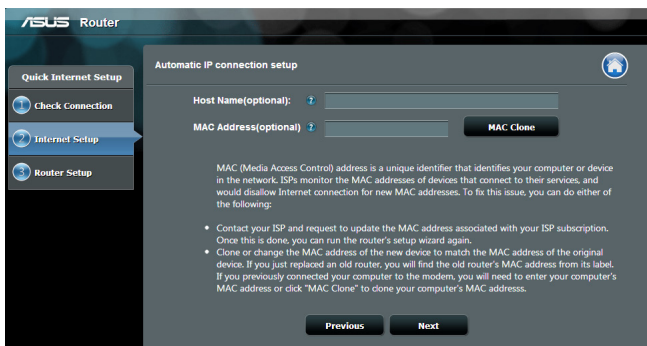 ASUS Router
Quick Internet Setup
1 Check Connection
2 Internet Setup
3 Router Setup
Automatic IP connection setup
Host Name(optional): ?
MAC Address(optional) ? MAC Clone
MAC (Media Access Control) address is a unique identifier that identifies your computer or device
in the network. ISPs monitor the MAC addresses of devices that connect to their services, and
would disallow Internet connection for new MAC addresses. To fix this issue, you can do either of
the following:
• Contact your ISP and request to update the MAC address associated with your ISP subscription.
Once this is done, you can run the router's setup wizard again.
• Clone or change the MAC address of the new device to match the MAC address of the original
device. If you just replaced an old router, you will find the old router's MAC address from its label.
If you previously connected your computer to the modem, you will need to enter your computer's
MAC address or click "MAC Clone" to clone your computer's MAC addresss.
Previous Next